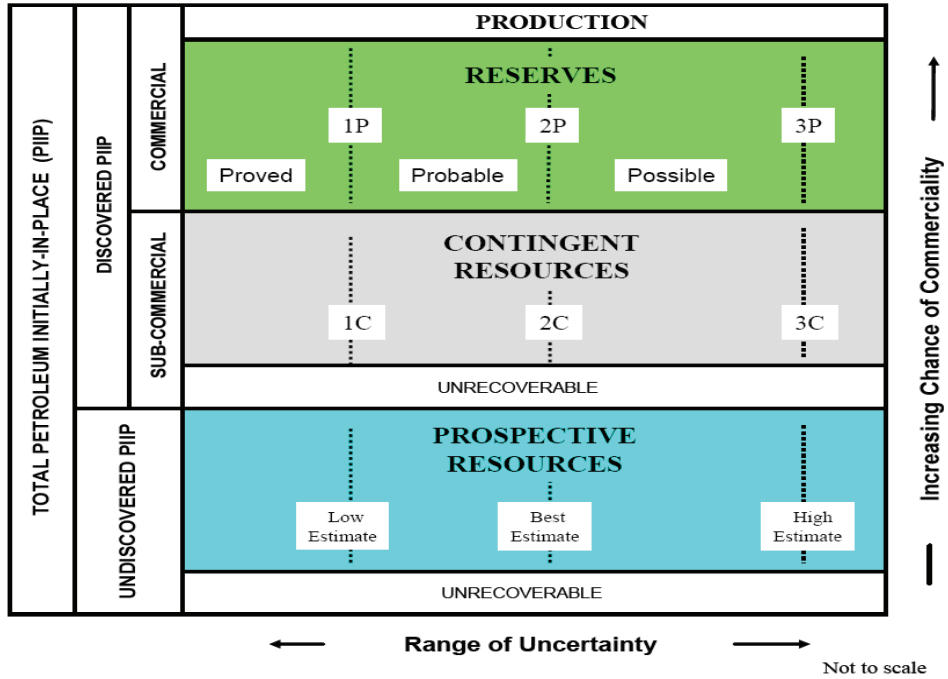 TOTAL PETROLEUM INITIALLY-IN-PLACE (PIIP)
DISCOVERED PIIP
UNDISCOVERED PIIP
COMMERCIAL
SUB-COMMERCIAL
PRODUCTION
RESERVES
1P
2P
3P
Proved
Probable
Possible
CONTINGENT
RESOURCES
1C
2C
3C
UNRECOVERABLE
PROSPECTIVE
RESOURCES
Low
Estimate
Best
Estimate
High
Estimate
UNRECOVERABLE
Increasing Chance of Commerciality
Range of Uncertainty
Not to scale